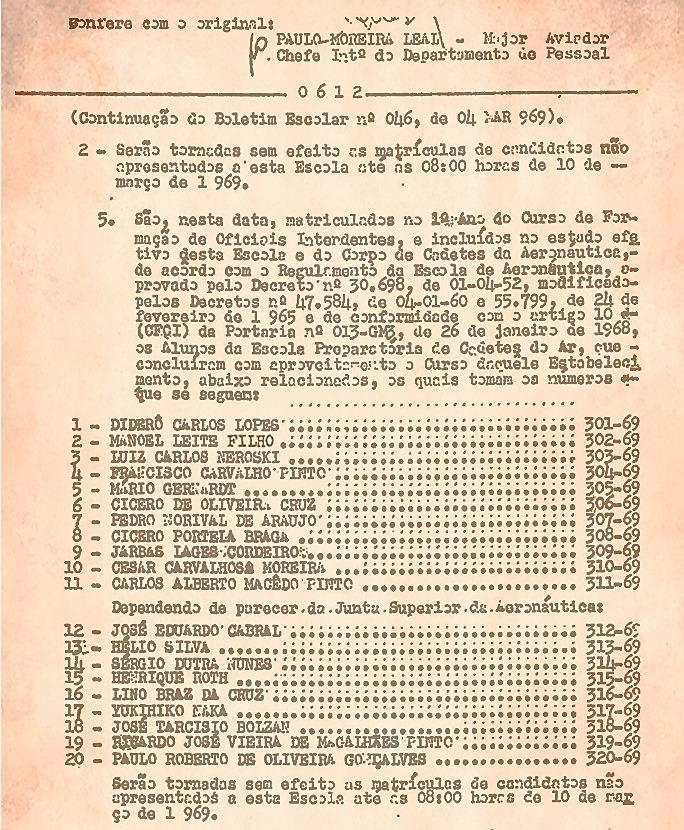 Confere com o original:
PAULO MOREIRA LEAL - Major Aviador
Chefe Intº do Departamento de Pessoal
0612
(Continuação do Boletim Escolar nº 046, de 04 MAR 969).
2 - Serão tornadas sem efeito as matrículas de candidatos não
apresentados a esta Escola até às 08:00 horas de 10 de -
março de 1 969.
5. São, nesta data, matriculados no 1º Ano do Curso de For-
mação de Oficiais Intendentes, e incluídos no estado efe
tivo desta Escola e do Corpo de Cadetes da Aeronáutica,-
de acôrdo com o Regulamento da Escola de Aeronáutica, a-
provado pelo Decreto nº 30.698, de 01-04-52, modificado-
pelos Decretos nº 47.584, de 04-01-60 e 55.799, de 24 de
fevereiro de 1 965 e de conformidade com o artigo 10 d-
(CFÇI) da Portaria nº 013-GM3, de 26 de janeiro de 1968,
os Alunos da Escola Preparatória de Cadetes do Ar, que -
concluíram com aproveitamento o Curso daquele Estabeleci
mento, abaixo relacionados, os quais tomam os números -
que se seguem:
1 - DIDERÔ CARLOS LOPES 301-69
2 - MANOEL LEITE FILHO 302-69
3 - LUIZ CARLOS NEROSKI 303-69
4 - FRANCISCO CARVALHO PINTO 304-69
5 - MÁRIO GERHARDT 305-69
6 - CICERO DE OLIVEIRA CRUZ 306-69
7 - PEDRO NORIVAL DE ARAUJO 307-69
8 - CICERO PORTELA BRAGA 308-69
9 - JARBAS LAGES CORDEIRO 309-69
10 - CESAR CARVALHOSA MOREIRA 310-69
11 - CARLOS ALBERTO MACÊDO PINTO 311-69
Dependendo de parecer da Junta Superior da Aeronáutica:
12 - JOSÉ EDUARDO CABRAL 312-69
13 - HÉLIO SILVA 313-69
14 - SÉRGIO DUTRA NUNES 314-69
15 - HENRIQUE ROTH 315-69
16 - LINO BRAZ DA CRUZ 316-69
17 - YUKIHIKO NAKA 317-69
18 - JOSÉ TARCISIO BOLZAN 318-69
19 - RICARDO JOSÉ VIEIRA DE MAGALHÃES PINTO 319-69
20 - PAULO ROBERTO DE OLIVEIRA GONÇALVES 320-69
Serão tornadas sem efeito as matrículas de candidatos não
apresentados a esta Escola até às 08:00 horas de 10 de mar
ço de 1 969.